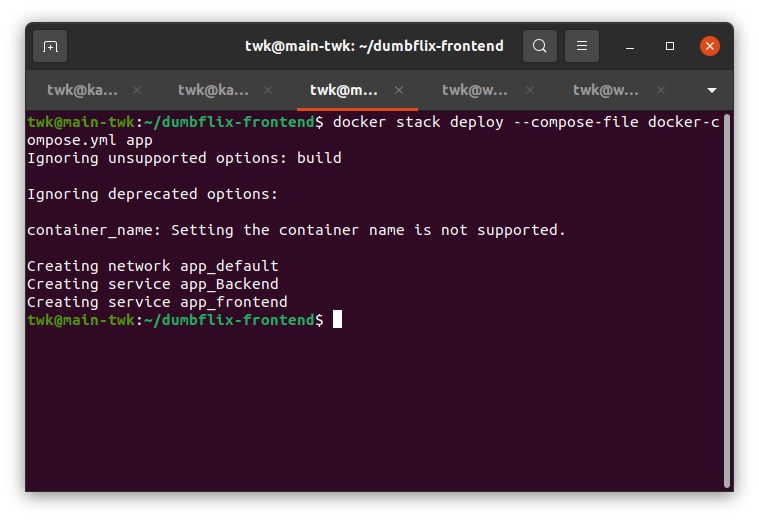 twk@main-twk: ~/dumbflix-frontend
twk@ka... twk@ka... twk@m... twk@w... twk@w...
twk@main-twk:~/dumbflix-frontend$ docker stack deploy --compose-file docker-c
ompose.yml app
Ignoring unsupported options: build
Ignoring deprecated options:
container_name: Setting the container name is not supported.
Creating network app_default
Creating service app_Backend
Creating service app_frontend
twk@main-twk:~/dumbflix-frontend$